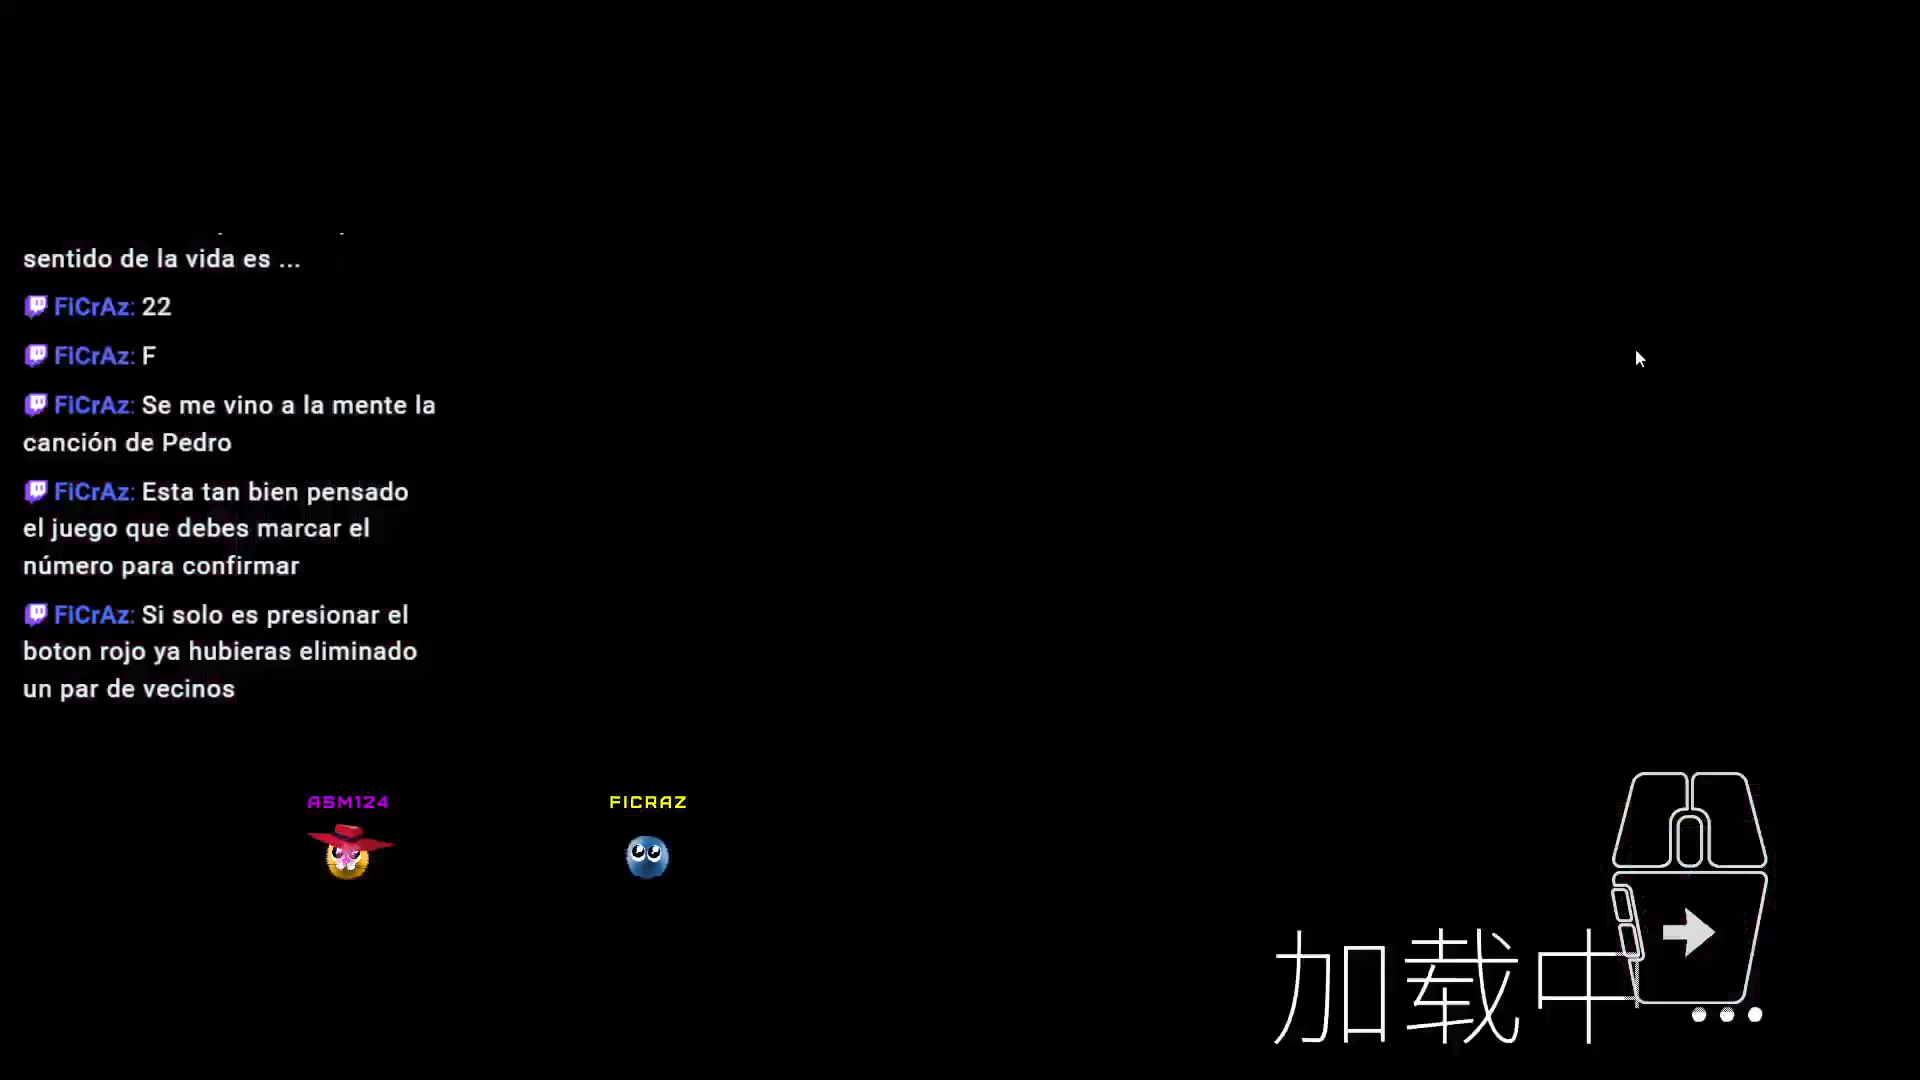 sentido de la vida es ...
FiCrAz: 22
FiCrAz: F
FiCrAz: Se me vino a la mente la
canción de Pedro
FiCrAz: Esta tan bien pensado
el juego que debes marcar el
número para confirmar
FiCrAz: Si solo es presionar el
boton rojo ya hubieras eliminado
un par de vecinos
ASM124
FICRAZ
加载中...